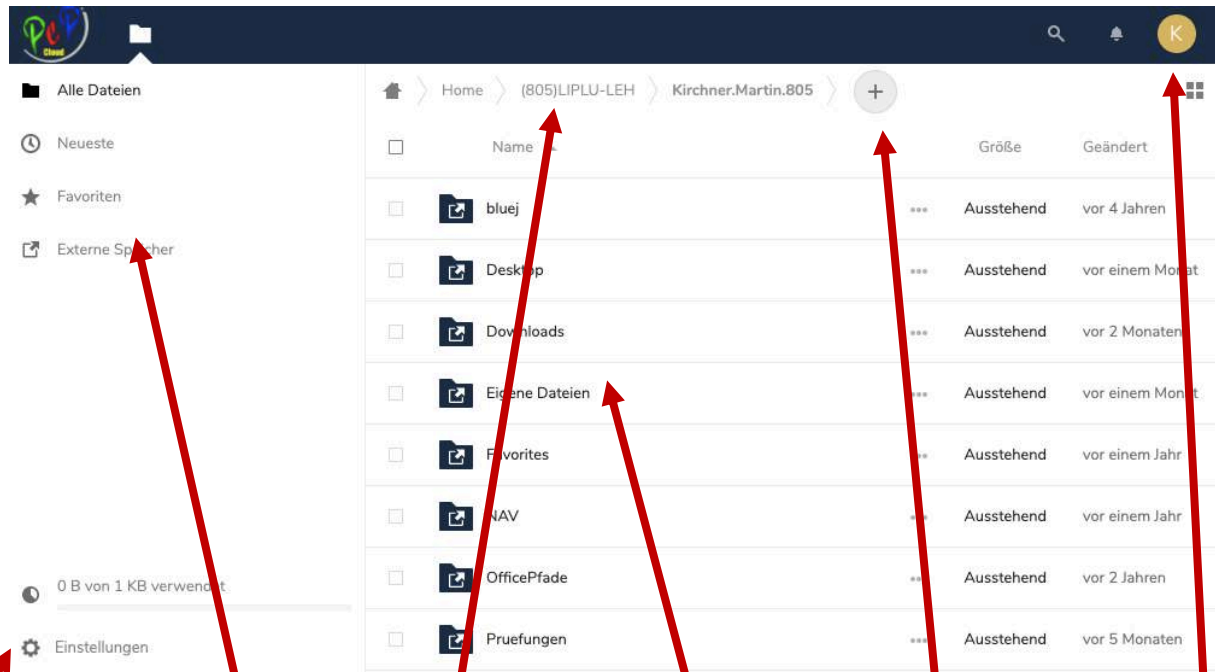 PCP
Cloud
K
Alle Dateien
Home (805)LIPLU-LEH Kirchner.Martin.805 +
Neueste
Name Größe Geändert
Favoriten
bluej ... Ausstehend vor 4 Jahren
Externe Speicher
Desktop ... Ausstehend vor einem Monat
Downloads ... Ausstehend vor 2 Monaten
Eigene Dateien ... Ausstehend vor einem Monat
Favorites ... Ausstehend vor einem Jahr
NAV ... Ausstehend vor einem Jahr
0 B von 1 KB verwendet
OfficePfade ... Ausstehend vor 2 Jahren
Einstellungen
Pruefungen ... Ausstehend vor 5 Monaten